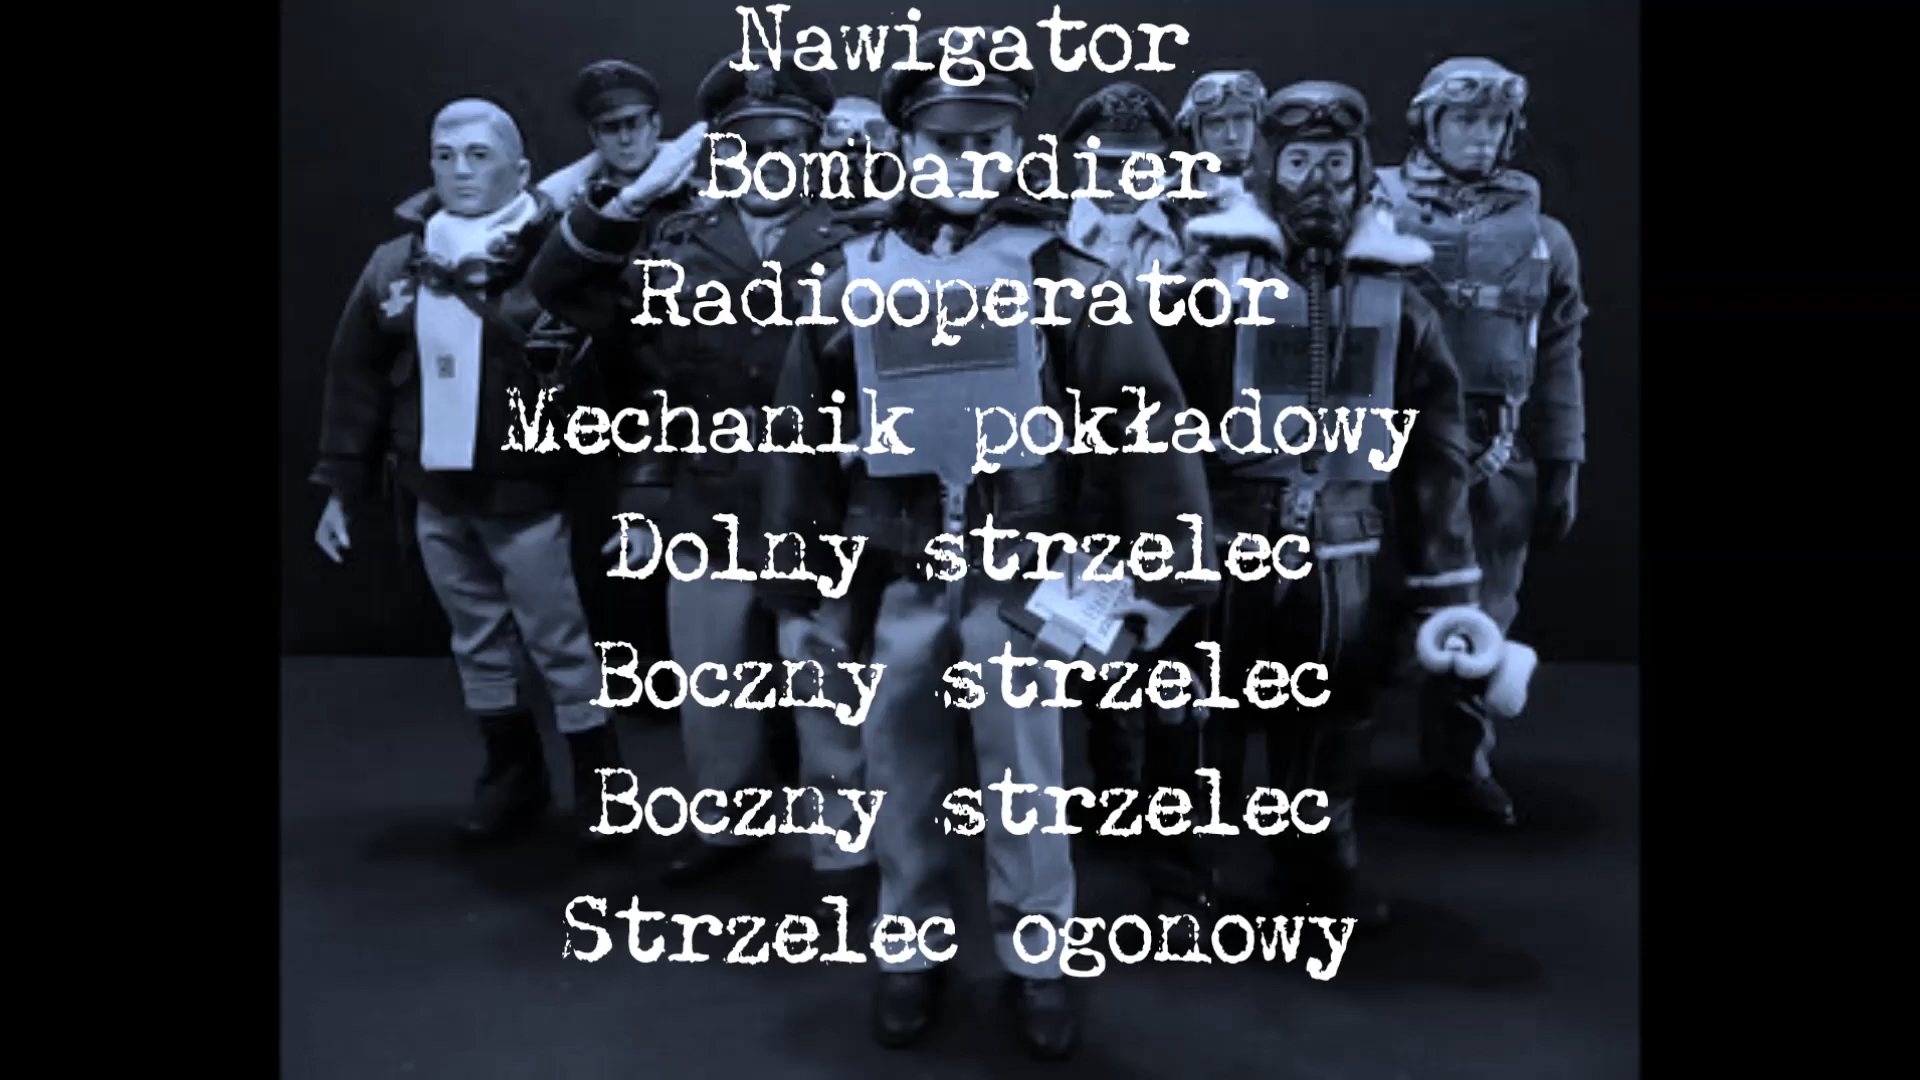 Nawigator
Bombardier
Radiooperator
Mechanik pokładowy
Dolny strzelec
Boczny strzelec
Boczny strzelec
Strzelec ogonowy